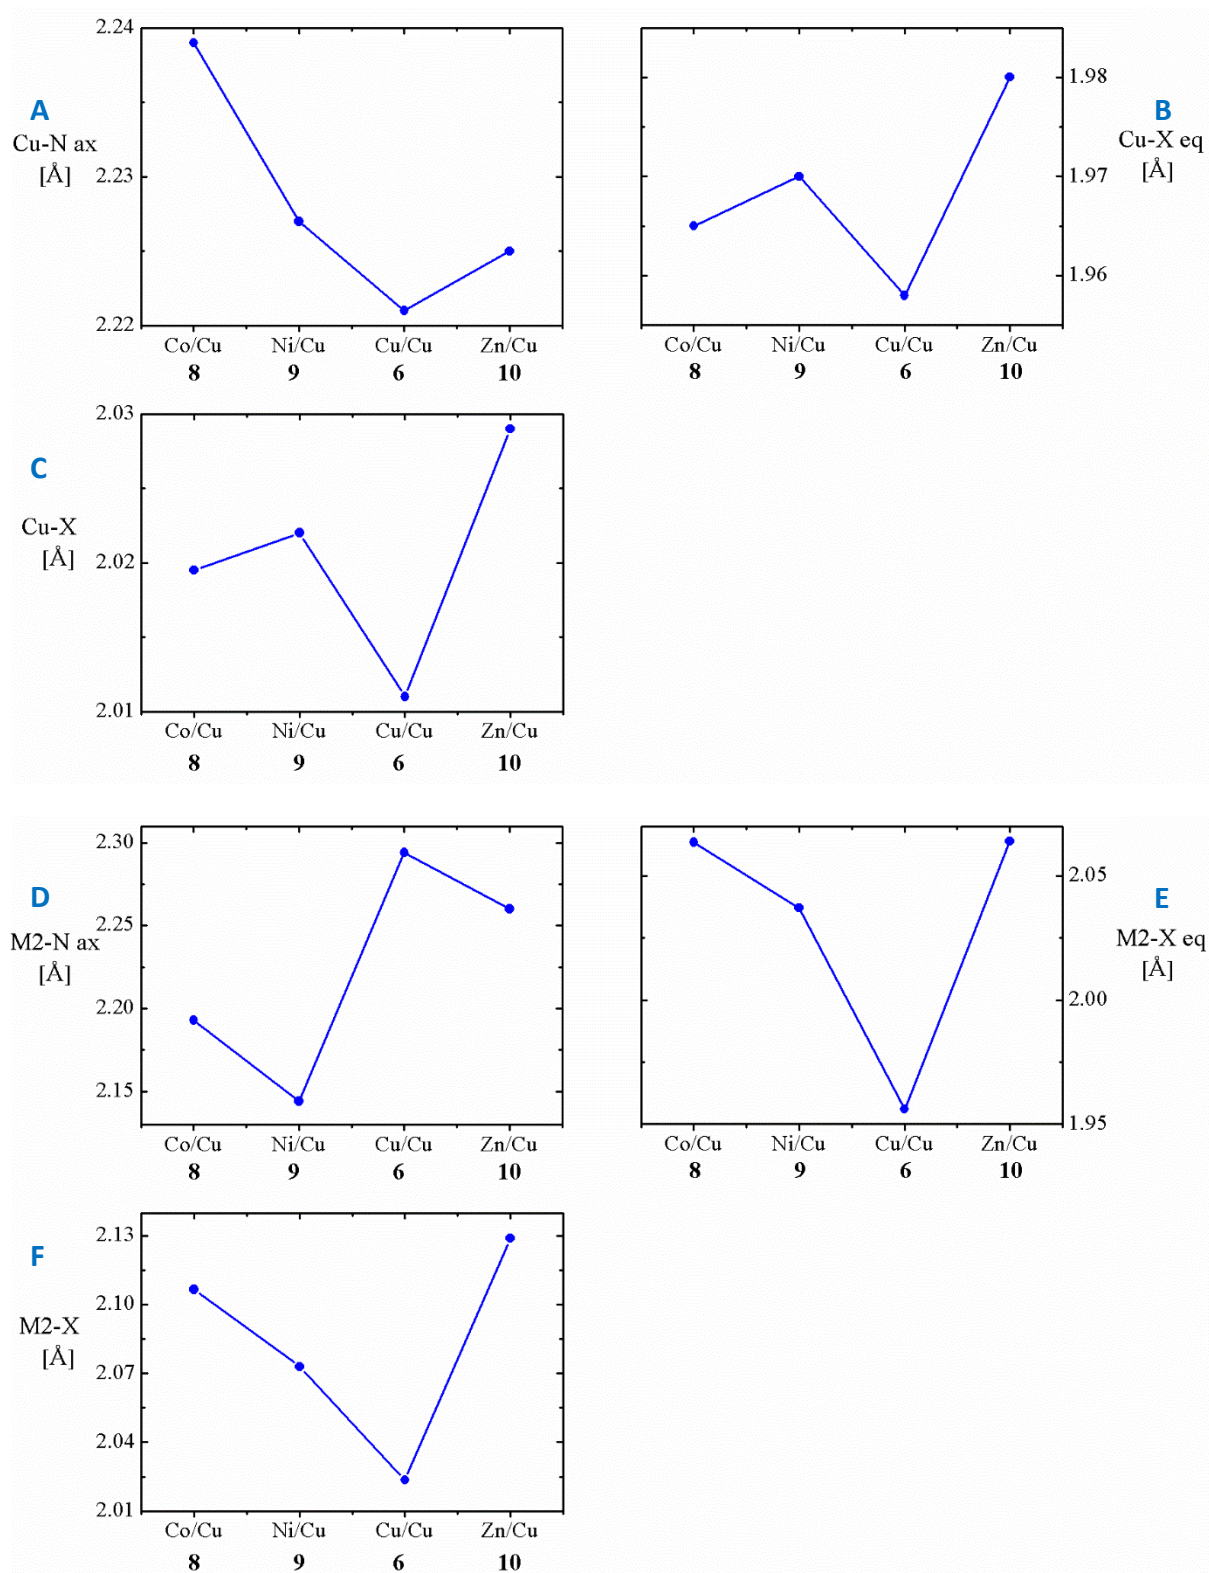 A
Cu-N ax
[Å]
2.24
2.23
2.22
Co/Cu Ni/Cu Cu/Cu Zn/Cu
8 9 6 10
B
Cu-X eq
[Å]
1.98
1.97
1.96
Co/Cu Ni/Cu Cu/Cu Zn/Cu
8 9 6 10
C
Cu-X
[Å]
2.03
2.02
2.01
Co/Cu Ni/Cu Cu/Cu Zn/Cu
8 9 6 10
D
M2-N ax
[Å]
2.30
2.25
2.20
2.15
Co/Cu Ni/Cu Cu/Cu Zn/Cu
8 9 6 10
E
M2-X eq
[Å]
2.05
2.00
1.95
Co/Cu Ni/Cu Cu/Cu Zn/Cu
8 9 6 10
F
M2-X
[Å]
2.13
2.10
2.07
2.04
2.01
Co/Cu Ni/Cu Cu/Cu Zn/Cu
8 9 6 10